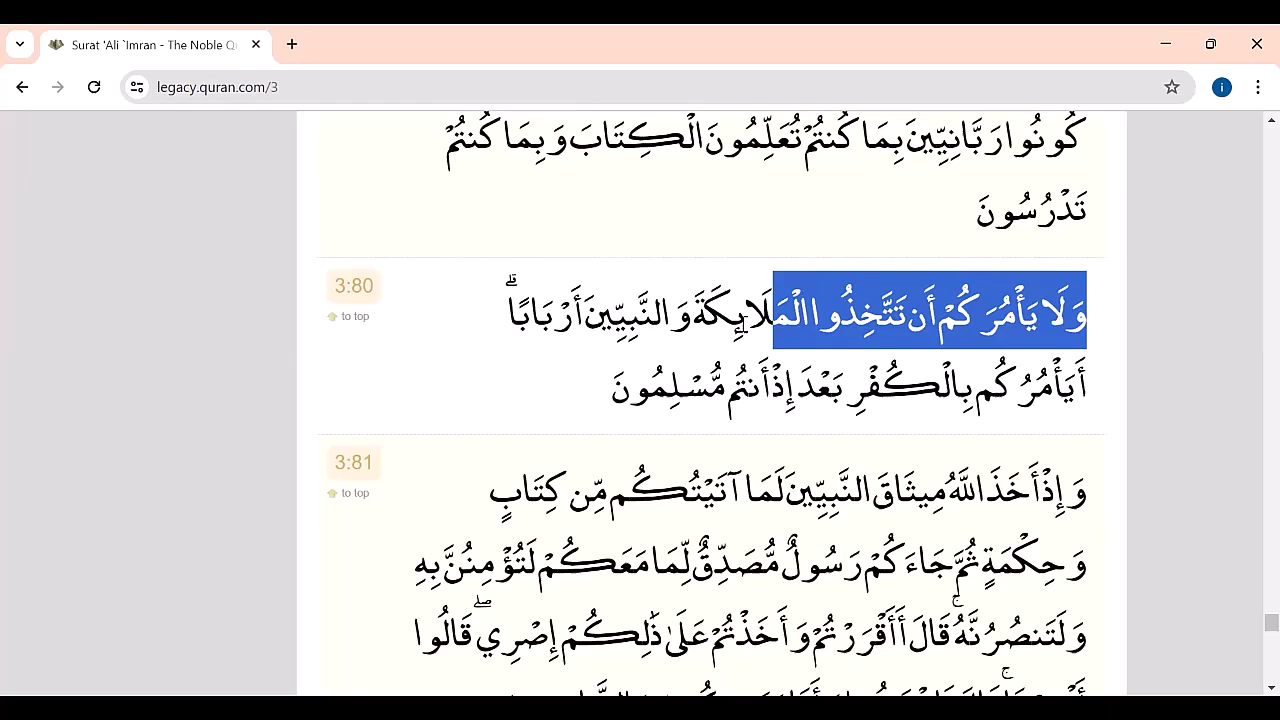 Surat 'Ali `Imran - The Noble Q
legacy.quran.com/3
i
كُونُوا رَبَّانِيِّينَ بِمَا كُنتُمْ تُعَلِّمُونَ الْكِتَابَ وَبِمَا كُنتُمْ
تَدْرُسُونَ
3:80
to top
وَلَا يَأْمُرَكُمْ أَن تَتَّخِذُوا الْمَلَائِكَةَ وَالنَّبِيِّينَ أَرْبَابًا ۗ
أَيَأْمُرُكُم بِالْكُفْرِ بَعْدَ إِذْ أَنتُم مُّسْلِمُونَ
3:81
to top
وَإِذْ أَخَذَ اللَّهُ مِيثَاقَ النَّبِيِّينَ لَمَا آتَيْتُكُم مِّن كِتَابٍ
وَحِكْمَةٍ ثُمَّ جَاءَكُمْ رَسُولٌ مُّصَدِّقٌ لِّمَا مَعَكُمْ لَتُؤْمِنُنَّ بِهِ
وَلَتَنصُرُنَّهُ ۚ قَالَ أَأَقْرَرْتُمْ وَأَخَذْتُمْ عَلَىٰ ذَٰلِكُمْ إِصْرِي ۖ قَالُوا